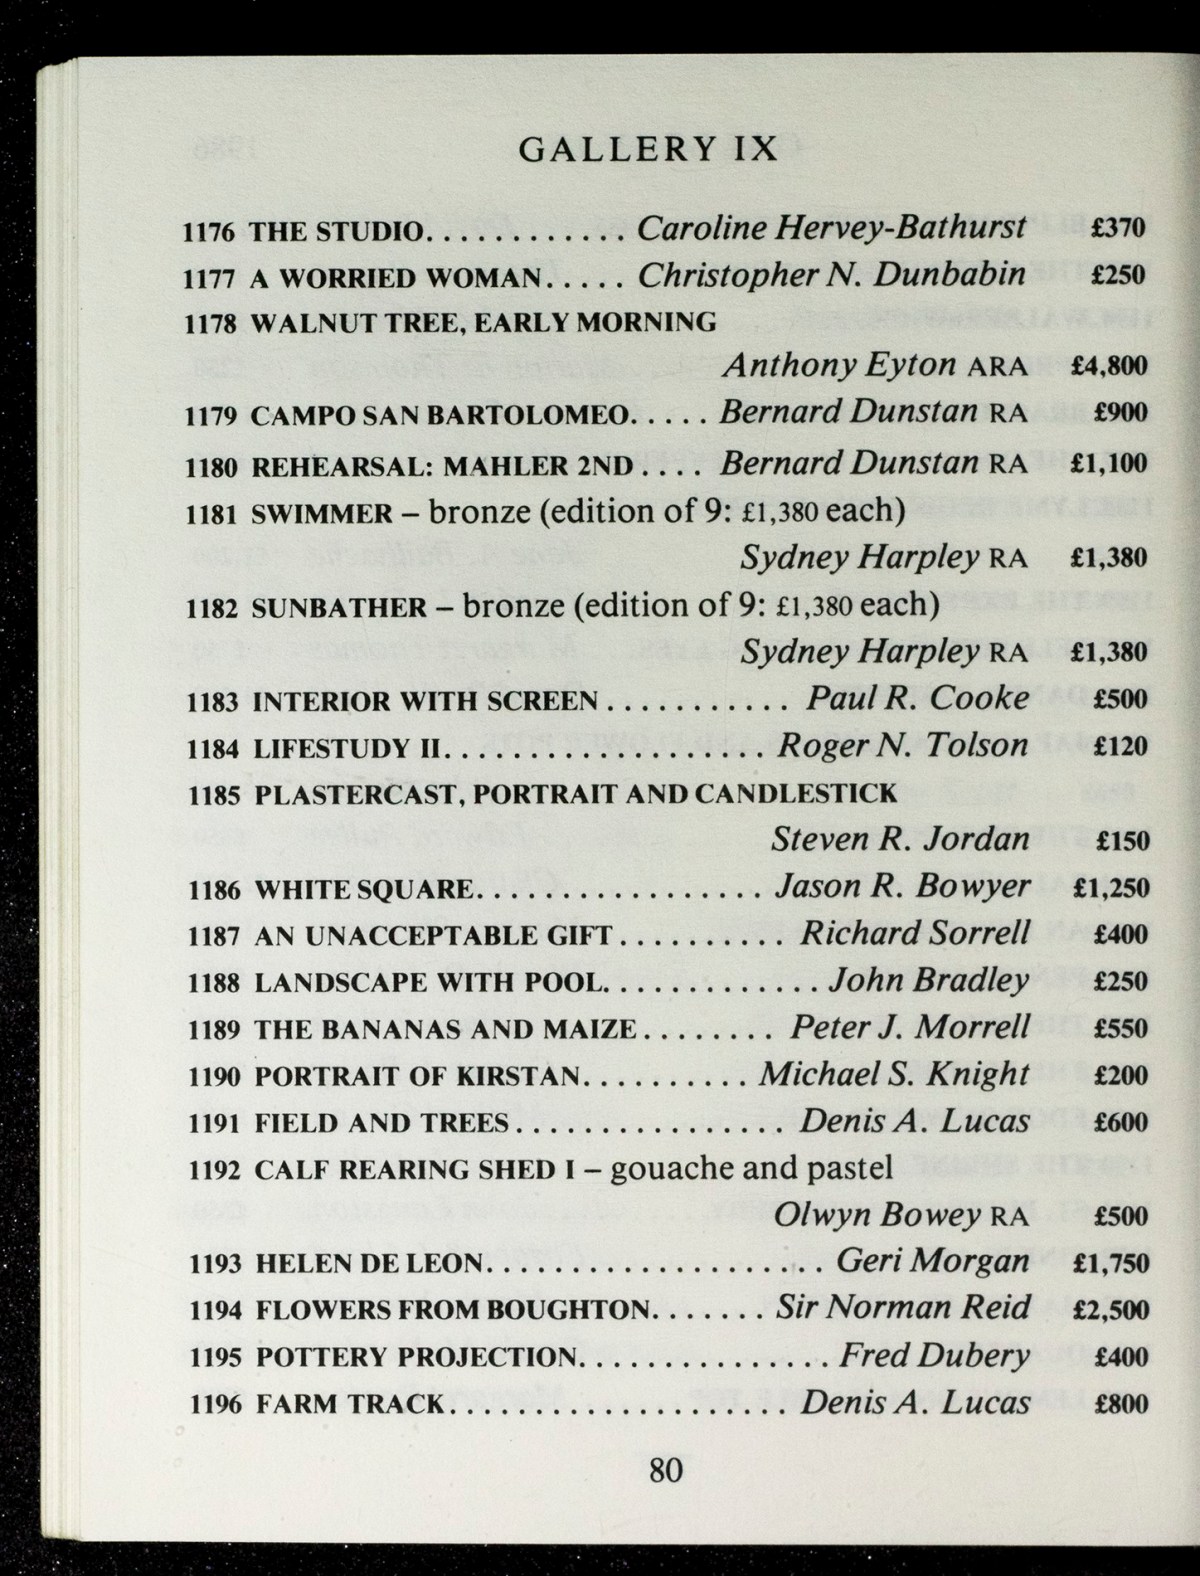 GALLERY IX
1176 THE STUDIO............ Caroline Hervey-Bathurst £370
1177 A WORRIED WOMAN..... Christopher N. Dunbabin £250
1178 WALNUT TREE, EARLY MORNING
Anthony Eyton ARA £4,800
1179 CAMPO SAN BARTOLOMEO..... Bernard Dunstan RA £900
1180 REHEARSAL: MAHLER 2ND.... Bernard Dunstan RA £1,100
1181 SWIMMER – bronze (edition of 9: £1,380 each)
Sydney Harpley RA £1,380
1182 SUNBATHER – bronze (edition of 9: £1,380 each)
Sydney Harpley RA £1,380
1183 INTERIOR WITH SCREEN........... Paul R. Cooke £500
1184 LIFESTUDY II.................... Roger N. Tolson £120
1185 PLASTERCAST, PORTRAIT AND CANDLESTICK
Steven R. Jordan £150
1186 WHITE SQUARE.................. Jason R. Bowyer £1,250
1187 AN UNACCEPTABLE GIFT.......... Richard Sorrell £400
1188 LANDSCAPE WITH POOL............. John Bradley £250
1189 THE BANANAS AND MAIZE........ Peter J. Morrell £550
1190 PORTRAIT OF KIRSTAN.......... Michael S. Knight £200
1191 FIELD AND TREES................. Denis A. Lucas £600
1192 CALF REARING SHED I – gouache and pastel
Olwyn Bowey RA £500
1193 HELEN DE LEON..................... Geri Morgan £1,750
1194 FLOWERS FROM BOUGHTON....... Sir Norman Reid £2,500
1195 POTTERY PROJECTION................ Fred Dubery £400
1196 FARM TRACK..................... Denis A. Lucas £800
80